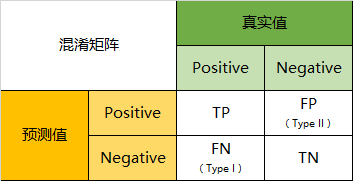 混淆矩阵
真实值
Positive
Negative
预测值
Positive
TP
FP
（Type II）
Negative
FN
（Type I）
TN